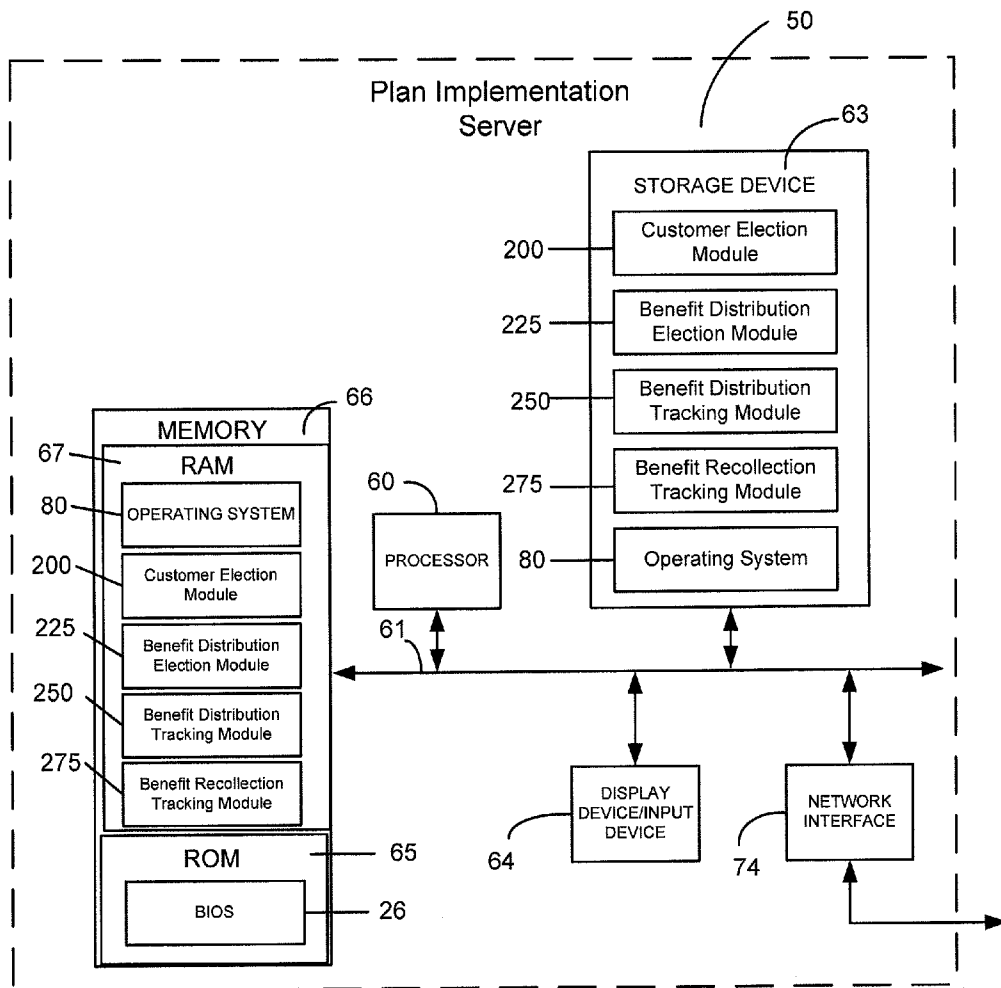 50
Plan Implementation
Server
63
STORAGE DEVICE
200
Customer Election
Module
225
Benefit Distribution
Election Module
250
Benefit Distribution
Tracking Module
275
Benefit Recollection
Tracking Module
80
Operating System
66
MEMORY
67
RAM
80
OPERATING SYSTEM
200
Customer Election
Module
225
Benefit Distribution
Election Module
250
Benefit Distribution
Tracking Module
275
Benefit Recollection
Tracking Module
65
ROM
BIOS
26
60
PROCESSOR
61
DISPLAY
DEVICE/INPUT
DEVICE
64
NETWORK
INTERFACE
74